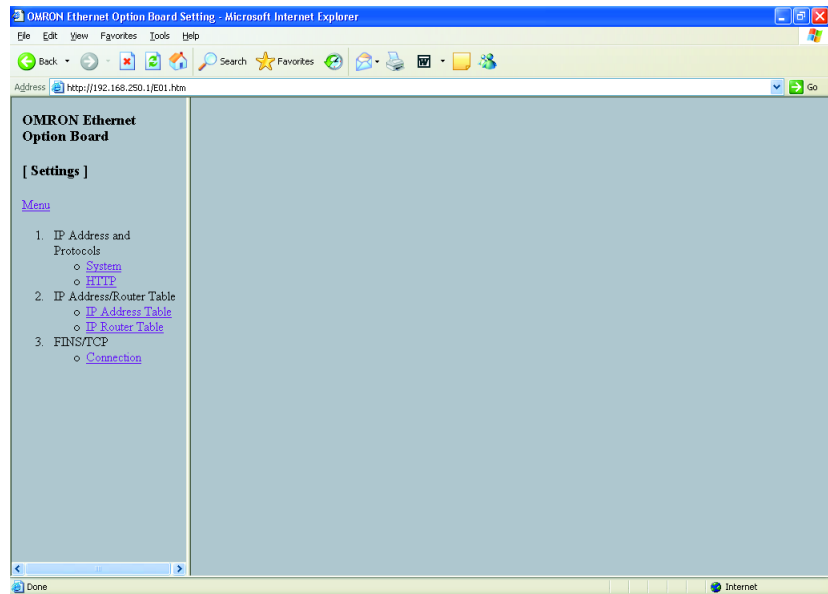 OMRON Ethernet Option Board Setting - Microsoft Internet Explorer
File Edit View Favorites Tools Help
Back Search Favorites
Address http://192.168.250.1/E01.htm Go
OMRON Ethernet
Option Board
[ Settings ]
Menu
1. IP Address and
Protocols
o System
o HTTP
2. IP Address/Router Table
o IP Address Table
o IP Router Table
3. FINS/TCP
o Connection
Done Internet